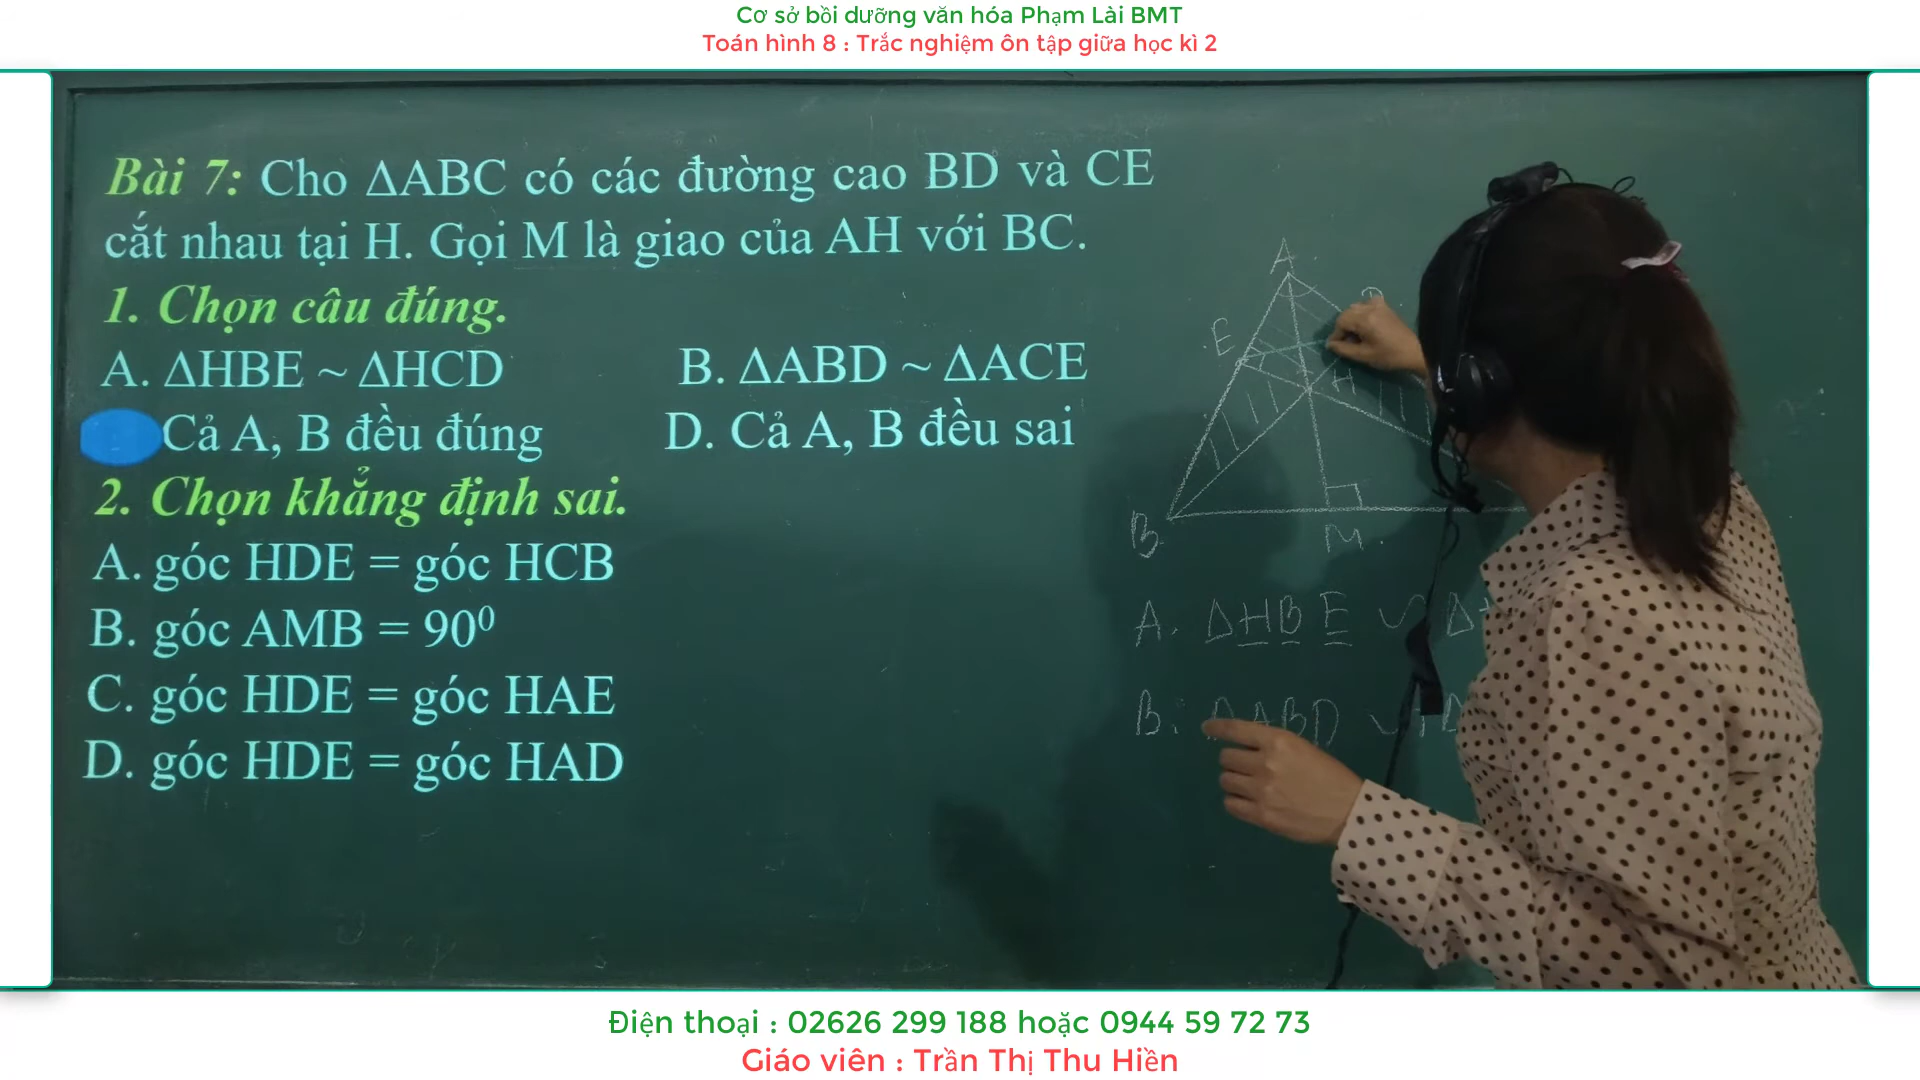 Cơ sở bồi dưỡng văn hóa Phạm Lài BMT
Toán hình 8 : Trắc nghiệm ôn tập giữa học kì 2
Bài 7: Cho ΔABC có các đường cao BD và CE
cắt nhau tại H. Gọi M là giao của AH với BC.
1. Chọn câu đúng.
A. ΔHBE ~ ΔHCD B. ΔABD ~ ΔACE
Cả A, B đều đúng D. Cả A, B đều sai
2. Chọn khẳng định sai.
A. góc HDE = góc HCB
B. góc AMB = 90⁰
C. góc HDE = góc HAE
D. góc HDE = góc HAD
A
E
H
B
M
A. ΔHBE ∽ Δ
B. ΔABD ∽ Δ
Điện thoại : 02626 299 188 hoặc 0944 59 72 73
Giáo viên : Trần Thị Thu Hiền